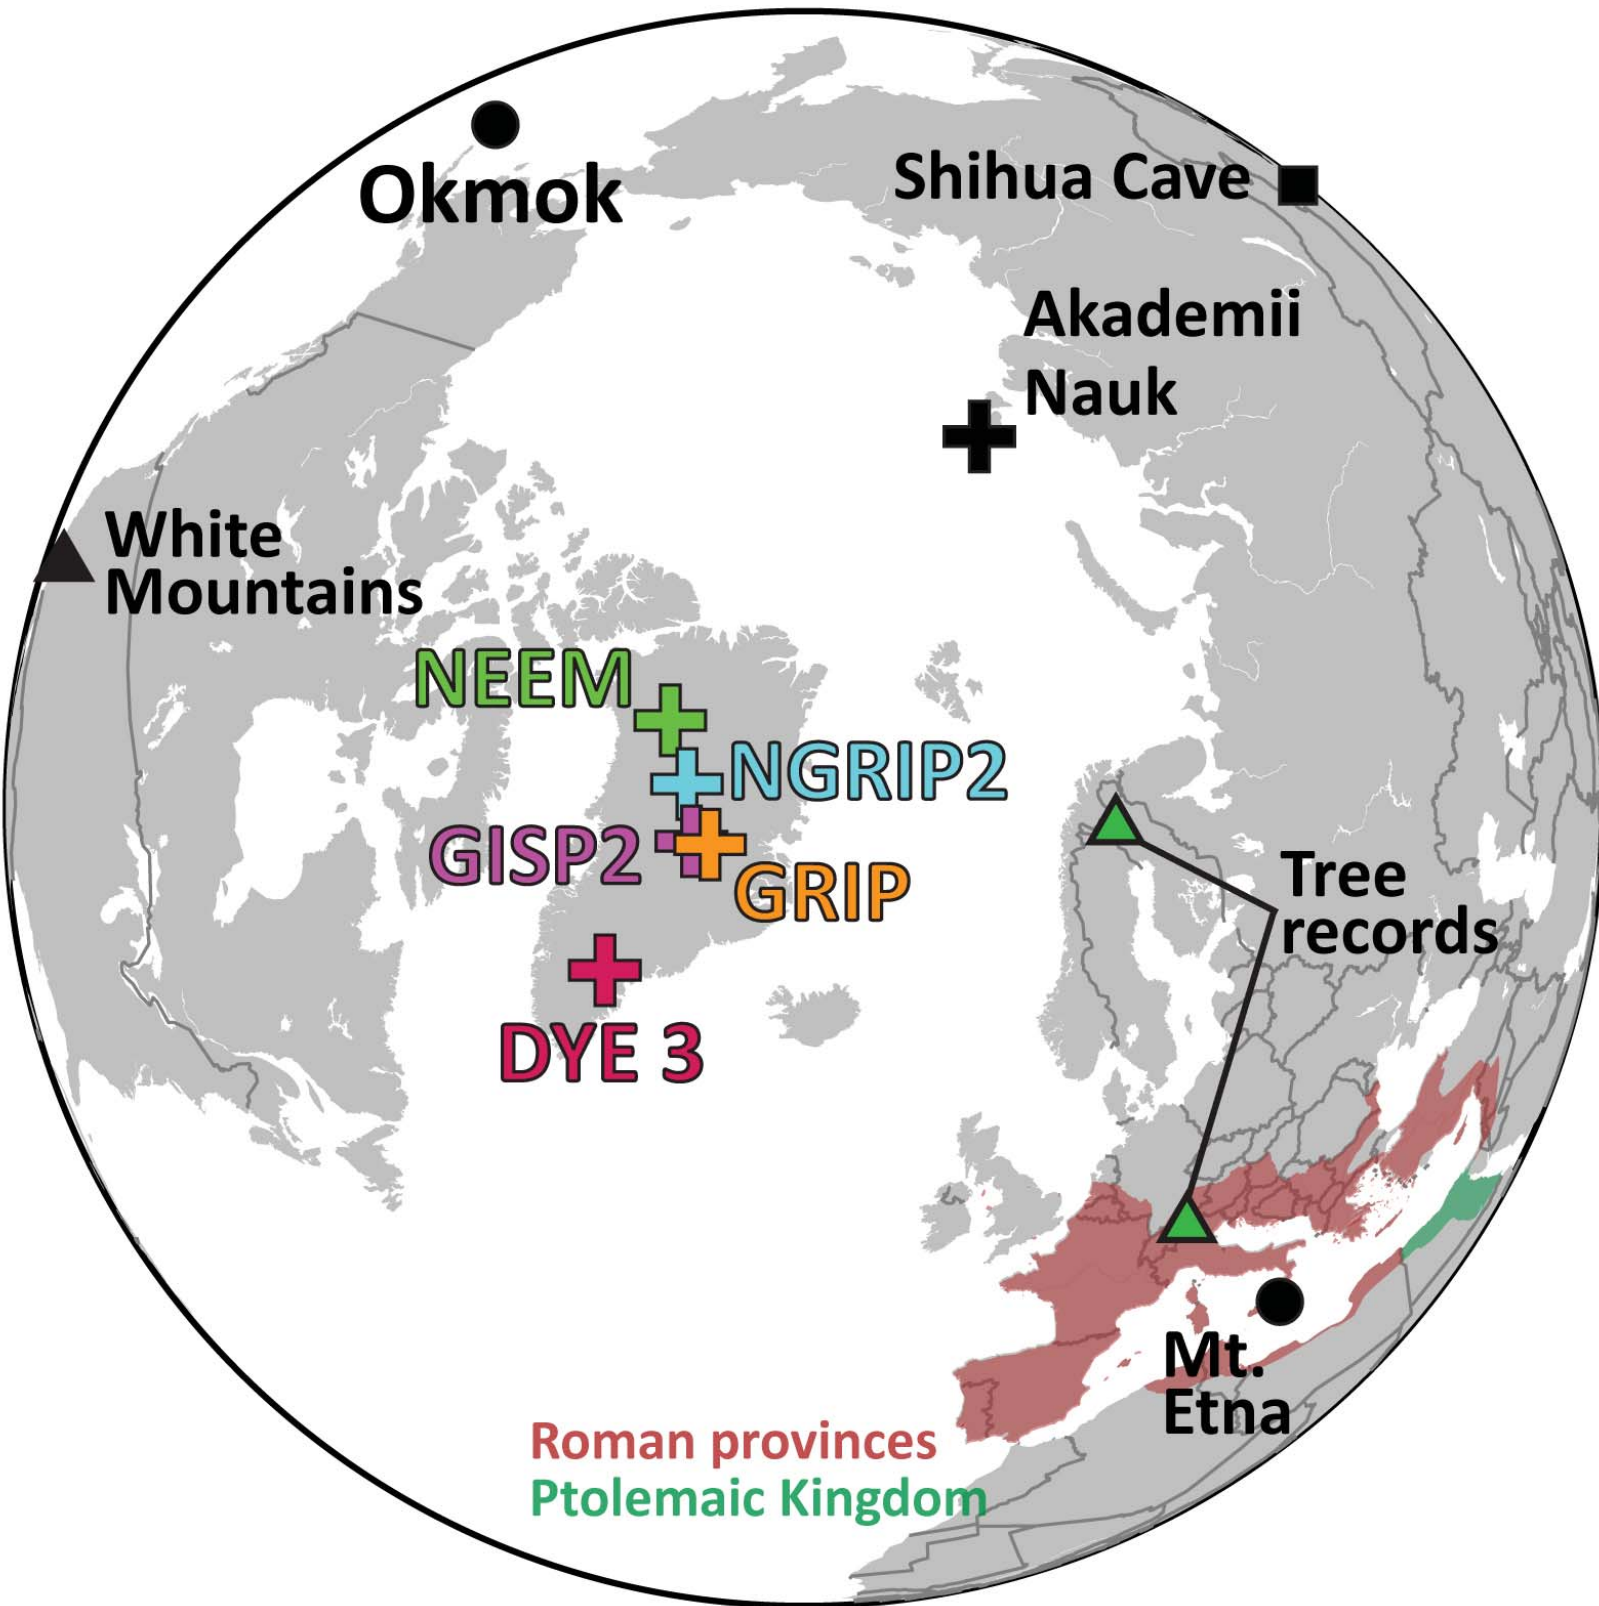 Okmok
Shihua Cave
Akademii
Nauk
White
Mountains
NEEM
NGRIP2
GISP2
GRIP
Tree
records
DYE 3
Mt.
Etna
Roman provinces
Ptolemaic Kingdom